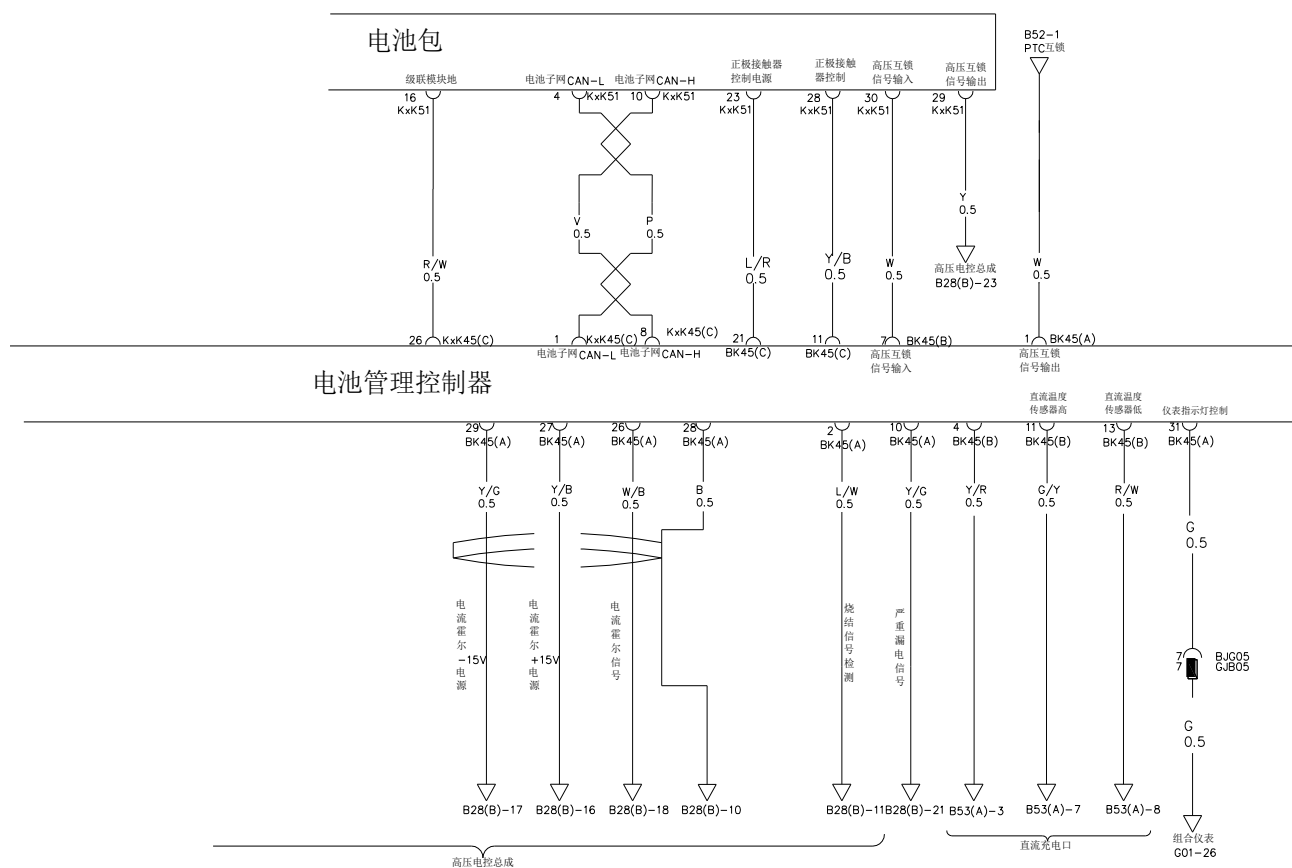 电池包
B52-1
PTC互锁
级联模块地
电池子网CAN-L
电池子网CAN-H
正极接触器
控制电源
正极接触
器控制
高压互锁
信号输入
高压互锁
信号输出
16
KxK51
4
KxK51
10
KxK51
23
KxK51
28
KxK51
30
KxK51
29
KxK51
R/W
0.5
V
0.5
P
0.5
L/R
0.5
Y/B
0.5
W
0.5
Y
0.5
高压电控总成
B28(B)-23
W
0.5
26
KxK45(C)
1
KxK45(C)
8
KxK45(C)
21
BK45(C)
11
BK45(C)
7
BK45(B)
1
BK45(A)
电池子网CAN-L
电池子网CAN-H
高压互锁
信号输入
高压互锁
信号输出
电池管理控制器
直流温度
传感器高
直流温度
传感器低
仪表指示灯控制
29
BK45(A)
27
BK45(A)
26
BK45(A)
28
BK45(A)
2
BK45(A)
10
BK45(A)
4
BK45(B)
11
BK45(B)
13
BK45(B)
31
BK45(A)
Y/G
0.5
Y/B
0.5
W/B
0.5
B
0.5
L/W
0.5
Y/G
0.5
Y/R
0.5
G/Y
0.5
R/W
0.5
G
0.5
电流霍尔-15V电源
电流霍尔+15V电源
电流霍尔信号
烧结信号检测
严重漏电信号
7
BJG05
7
GJB05
G
0.5
B28(B)-17
B28(B)-16
B28(B)-18
B28(B)-10
B28(B)-11
B28(B)-21
B53(A)-3
B53(A)-7
B53(A)-8
高压电控总成
直流充电口
组合仪表
G01-26